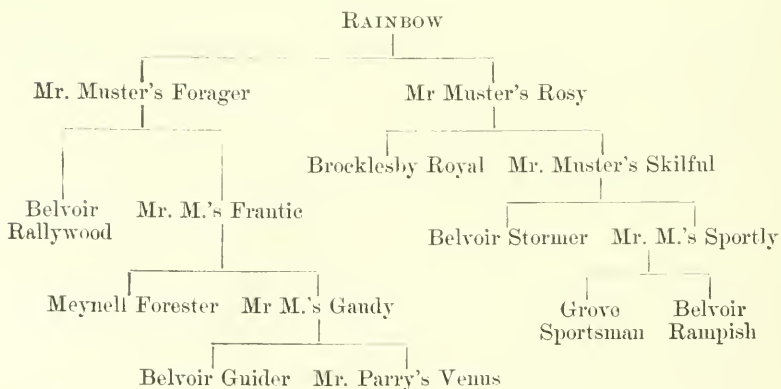 RAINBOW
Mr. Muster's Forager Mr Muster's Rosy
Brocklesby Royal Mr. Muster's Skilful
Belvoir Rallywood Mr. M.'s Frantic
Belvoir Stormer Mr. M.'s Sportly
Meynell Forester Mr M.'s Gandy
Grove Sportsman Belvoir Rampish
Belvoir Guider Mr. Parry's Venus